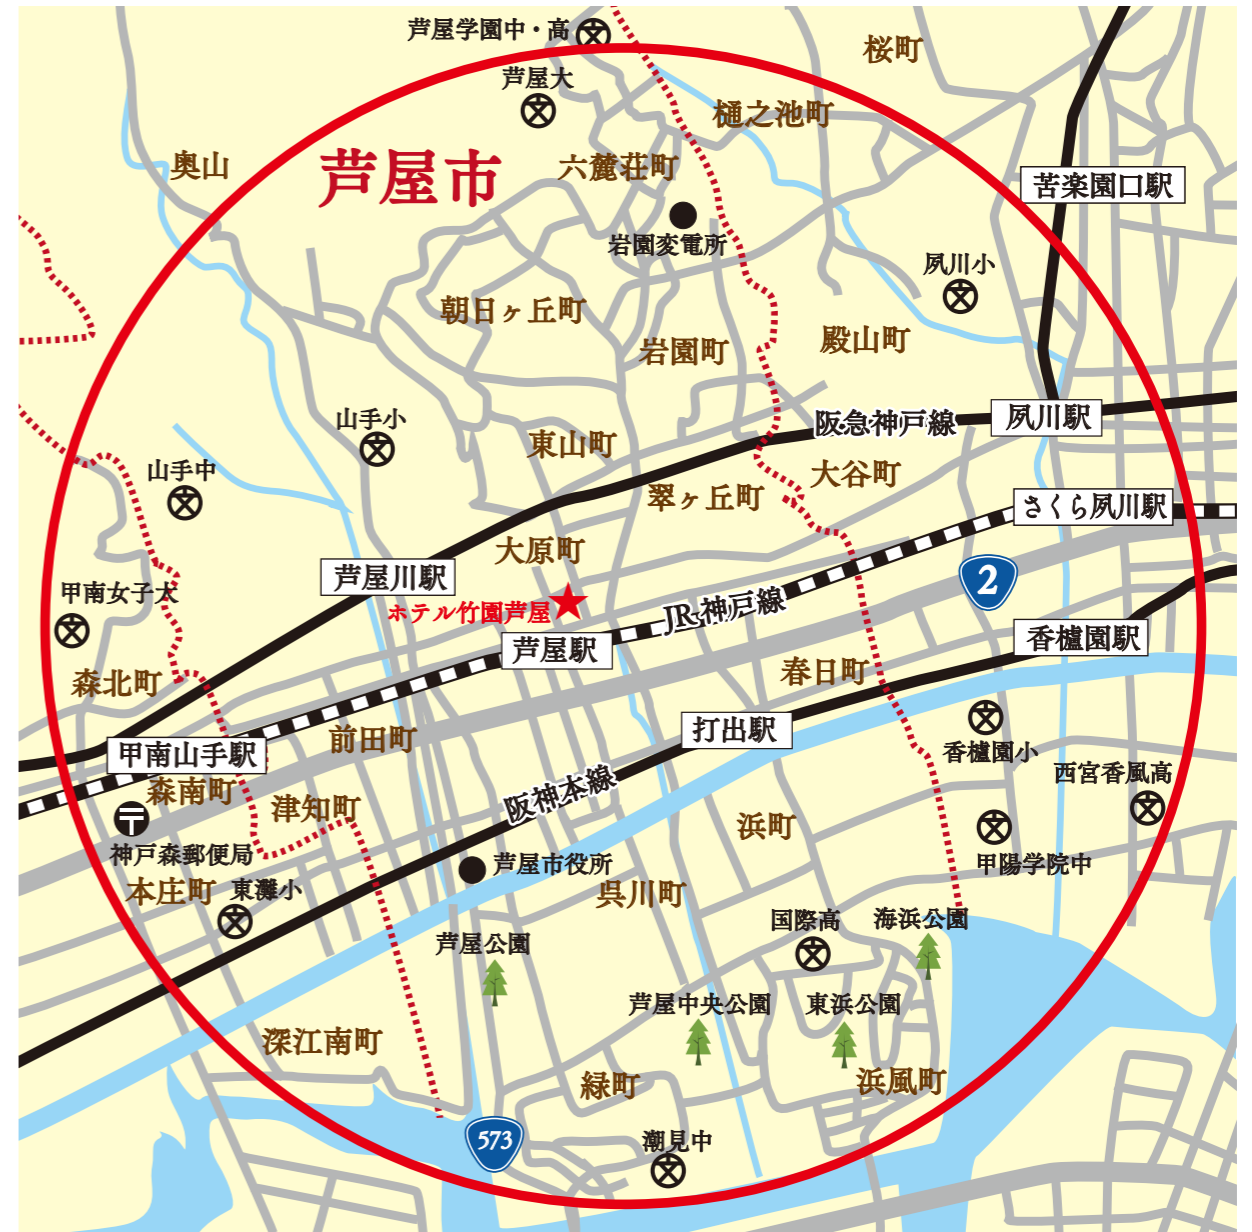 芦屋学園中・高
桜町
芦屋大
樋之池町
奥山
芦屋市
六麓荘町
苦楽園口駅
岩園変電所
夙川小
朝日ヶ丘町
岩園町
殿山町
山手小
阪急神戸線
夙川駅
東山町
山手中
大谷町
翠ヶ丘町
さくら夙川駅
大原町
芦屋川駅
2
甲南女子大
ホテル竹園芦屋
JR神戸線
芦屋駅
香櫨園駅
森北町
春日町
打出駅
前田町
甲南山手駅
香櫨園小
西宮香風高
森南町
阪神本線
津知町
浜町
神戸森郵便局
芦屋市役所
甲陽学院中
本庄町
東灘小
呉川町
国際高
海浜公園
芦屋公園
芦屋中央公園
東浜公園
深江南町
緑町
浜風町
573
潮見中